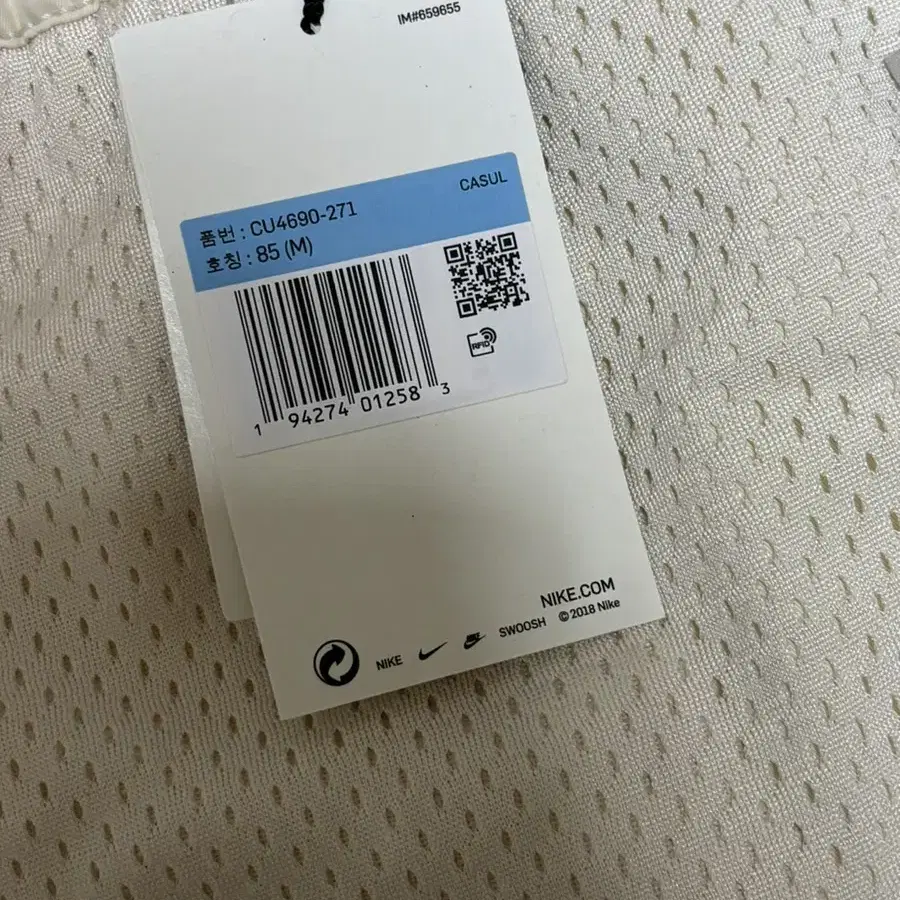 IM#659655
CASUL
품번 : CU4690-271
호칭 : 85 (M)
RFID
1 94274 01258 3
NIKE.COM
NIKE SWOOSH © 2018 Nike